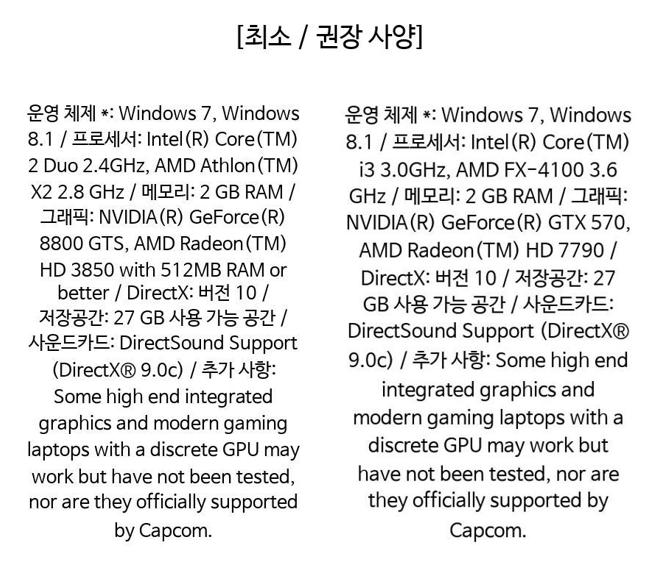 [최소 / 권장 사양]
운영 체제 *: Windows 7, Windows
8.1 / 프로세서: Intel(R) Core(TM)
2 Duo 2.4GHz, AMD Athlon(TM)
X2 2.8 GHz / 메모리: 2 GB RAM /
그래픽: NVIDIA(R) GeForce(R)
8800 GTS, AMD Radeon(TM)
HD 3850 with 512MB RAM or
better / DirectX: 버전 10 /
저장공간: 27 GB 사용 가능 공간 /
사운드카드: DirectSound Support
(DirectX® 9.0c) / 추가 사항:
Some high end integrated
graphics and modern gaming
laptops with a discrete GPU may
work but have not been tested,
nor are they officially supported
by Capcom.
운영 체제 *: Windows 7, Windows
8.1 / 프로세서: Intel(R) Core(TM)
i3 3.0GHz, AMD FX-4100 3.6
GHz / 메모리: 2 GB RAM / 그래픽:
NVIDIA(R) GeForce(R) GTX 570,
AMD Radeon(TM) HD 7790 /
DirectX: 버전 10 / 저장공간: 27
GB 사용 가능 공간 / 사운드카드:
DirectSound Support (DirectX®
9.0c) / 추가 사항: Some high end
integrated graphics and
modern gaming laptops with a
discrete GPU may work but
have not been tested, nor are
they officially supported by
Capcom.